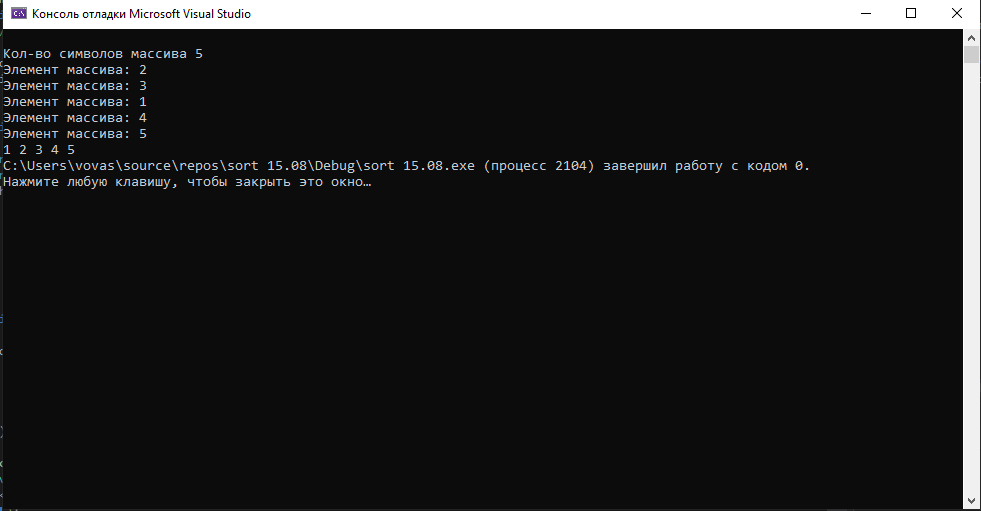 Консоль отладки Microsoft Visual Studio
Кол-во символов массива 5
Элемент массива: 2
Элемент массива: 3
Элемент массива: 1
Элемент массива: 4
Элемент массива: 5
1 2 3 4 5
C:\Users\vovas\source\repos\sort 15.08\Debug\sort 15.08.exe (процесс 2104) завершил работу с кодом 0.
Нажмите любую клавишу, чтобы закрыть это окно…